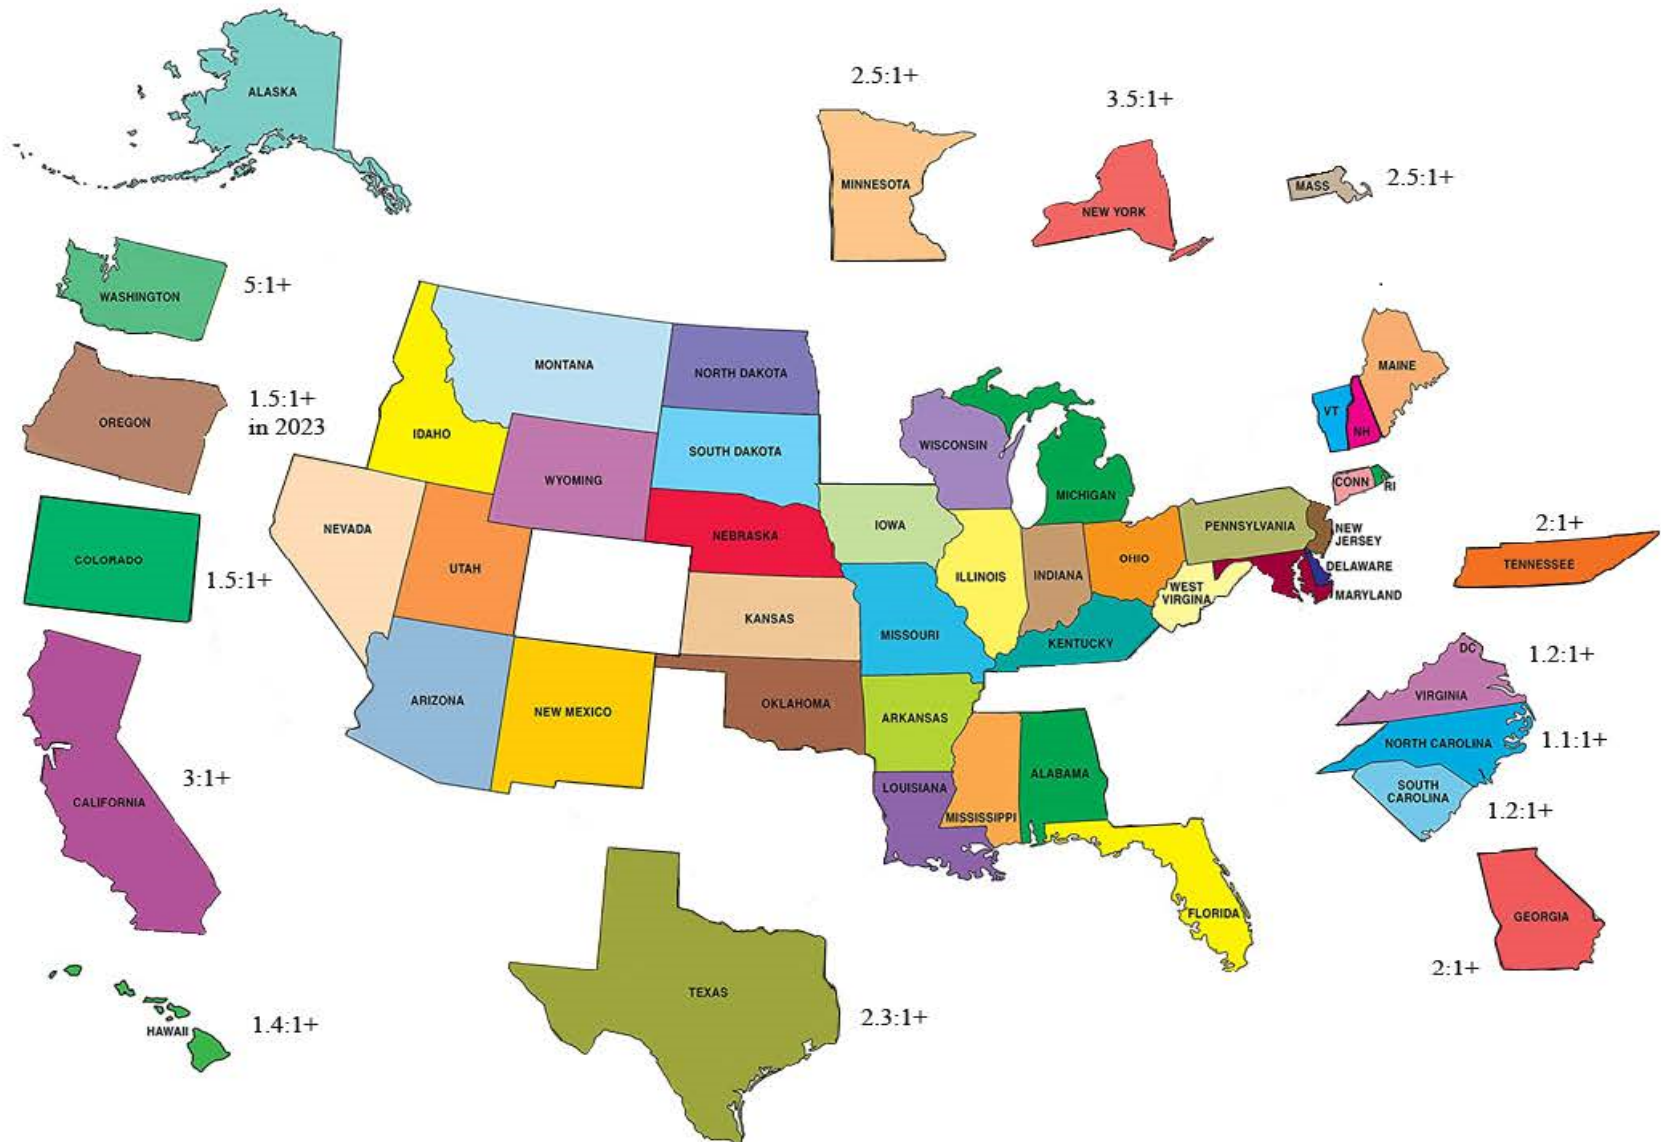 ALASKA
2.5:1+
3.5:1+
MINNESOTA
NEW YORK
MASS
2.5:1+
WASHINGTON
5:1+
OREGON
1.5:1+
in 2023
COLORADO
1.5:1+
CALIFORNIA
3:1+
HAWAII
1.4:1+
MONTANA
NORTH DAKOTA
IDAHO
WYOMING
SOUTH DAKOTA
NEVADA
UTAH
NEBRASKA
KANSAS
ARIZONA
NEW MEXICO
OKLAHOMA
TEXAS
2.3:1+
WISCONSIN
MICHIGAN
IOWA
ILLINOIS
INDIANA
OHIO
MISSOURI
KENTUCKY
WEST
VIRGINA
PENNSYLVANIA
ARKANSAS
LOUISIANA
MISSISSIPPI
ALABAMA
FLORIDA
MAINE
VT
NH
CONN
RI
NEW
JERSEY
DELAWARE
MARYLAND
2:1+
TENNESSEE
DC
1.2:1+
VIRGINIA
NORTH CAROLINA
1.1:1+
SOUTH
CAROLINA
1.2:1+
GEORGIA
2:1+